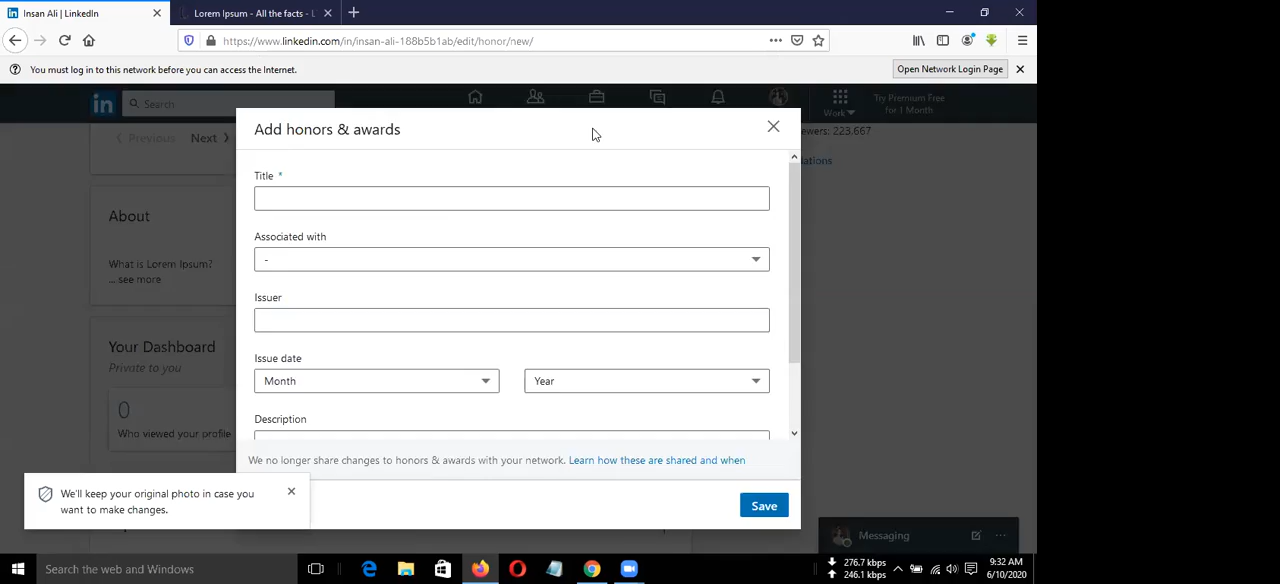 Insan Ali | LinkedIn
Lorem Ipsum - All the facts - L
https://www.linkedin.com/in/insan-ali-188b5b1ab/edit/honor/new/
You must log in to this network before you can access the Internet.
Open Network Login Page
in
Search
Work
Try Premium Free
for 1 Month
Previous
Next
Add honors & awards
ewers: 223,667
dations
Title *
About
What is Lorem Ipsum?
... see more
Associated with
-
Issuer
Your Dashboard
Private to you
Issue date
Month
Year
0
Who viewed your profile
Description
We no longer share changes to honors & awards with your network. Learn how these are shared and when
We'll keep your original photo in case you
want to make changes.
Save
Messaging
Search the web and Windows
276.7 kbps
246.1 kbps
9:32 AM
6/10/2020